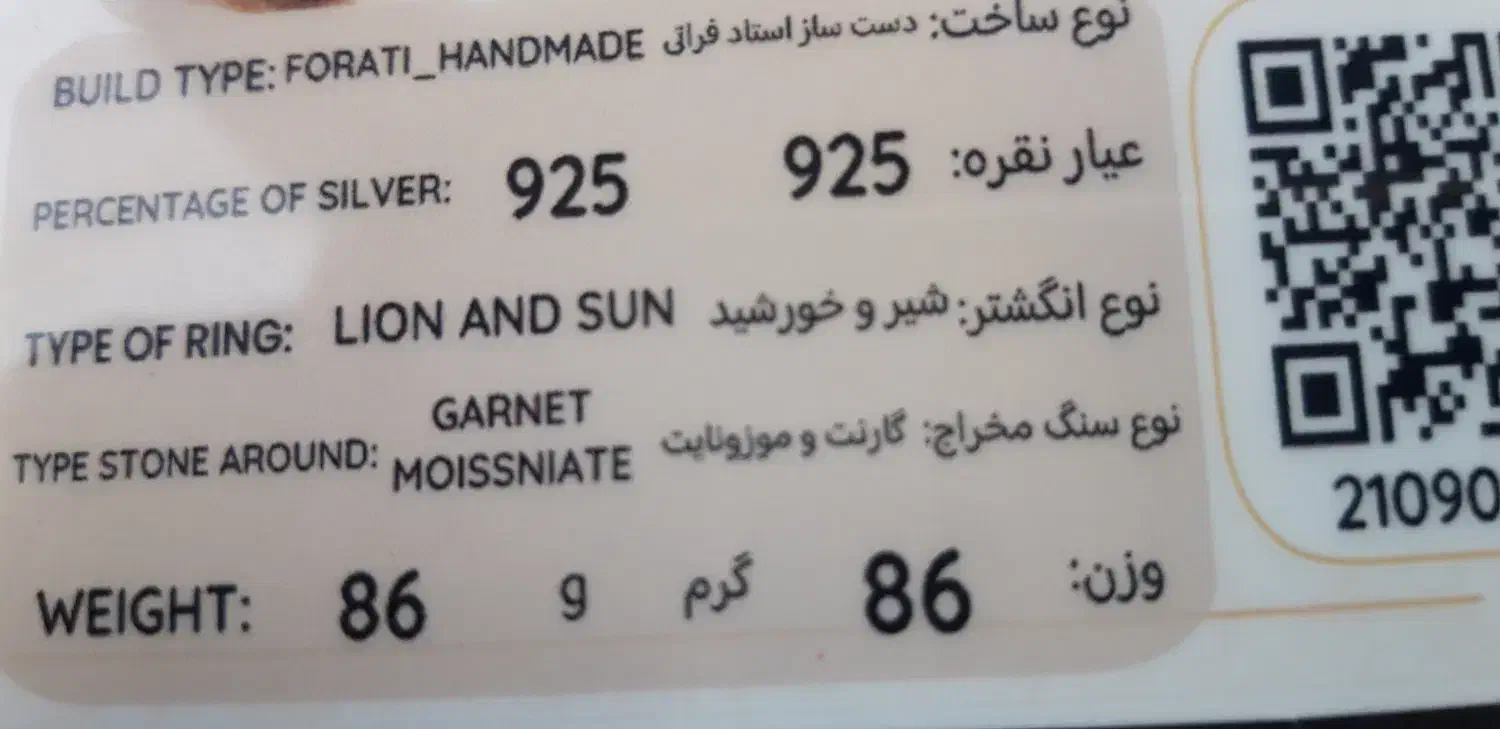 BUILD TYPE: FORATI_HANDMADE نوع ساخت: دست ساز استاد فراتی
PERCENTAGE OF SILVER: 925 925 عیار نقره:
TYPE OF RING: LION AND SUN نوع انگشتر: شیر و خورشید
TYPE STONE AROUND: GARNET MOISSNIATE نوع سنگ مخراج: گارنت و موزونایت
WEIGHT: 86 g گرم 86 وزن:
21090